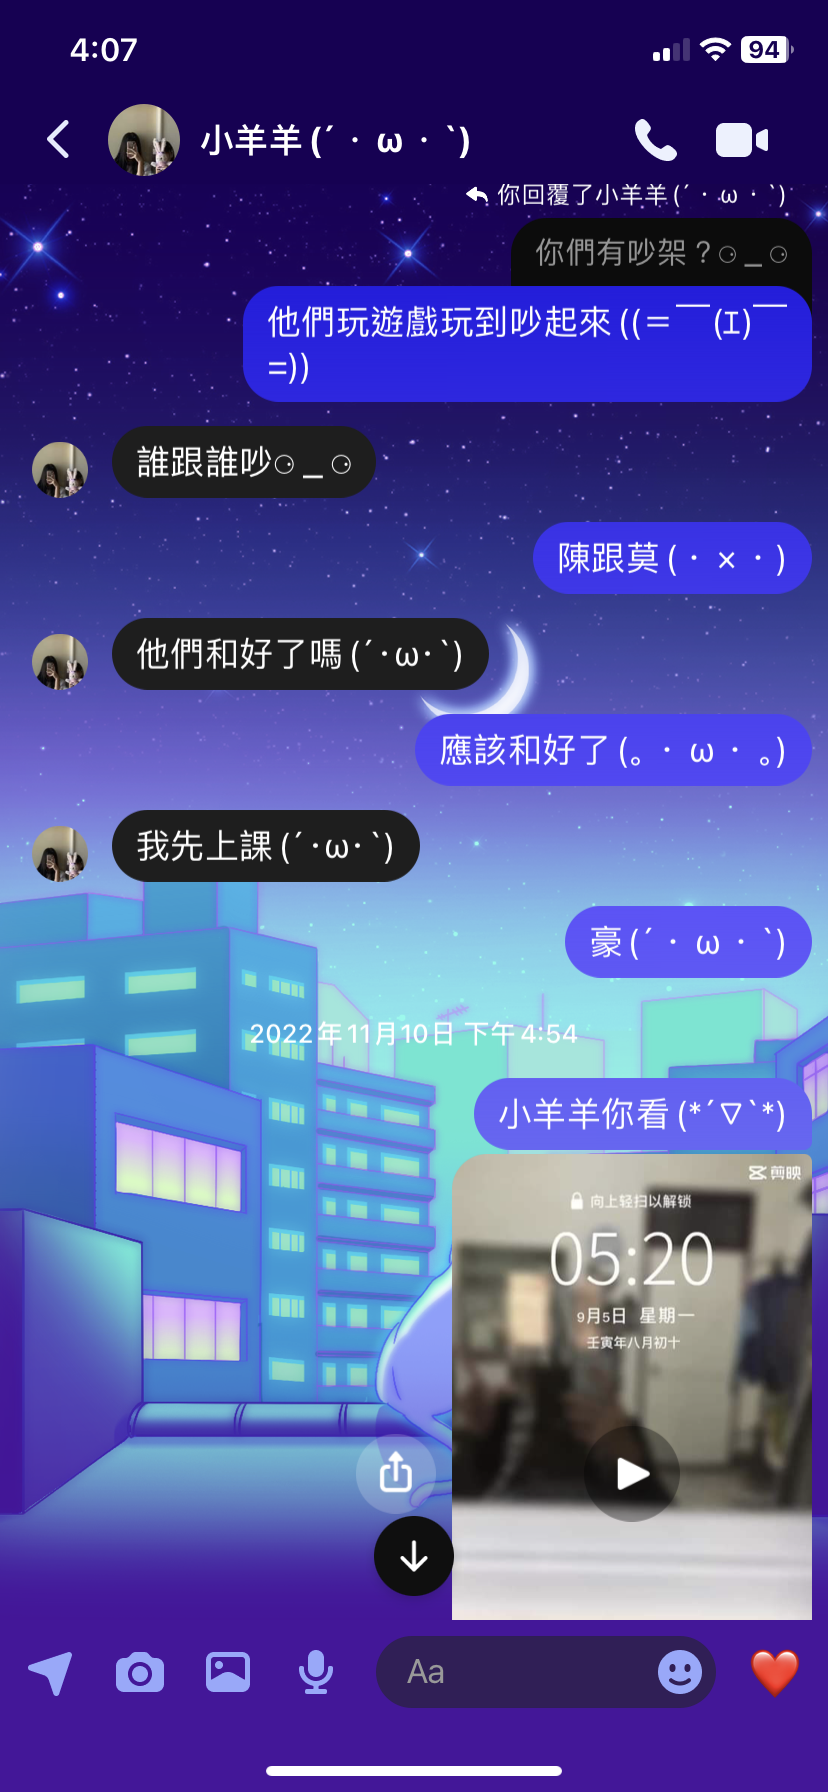 4:07
94
小羊羊(´・ω・`)
你回覆了小羊羊(´・ω・`)
你們有吵架？⚆ _ ⚆
他們玩遊戲玩到吵起來((＝￣(エ)￣
=))
誰跟誰吵⚆ _ ⚆
陳跟莫(・×・)
他們和好了嗎(´･ω･`)
應該和好了(。・ω・。)
我先上課(´･ω･`)
豪(´・ω・`)
2022年11月10日 下午4:54
小羊羊你看(*´▽`*)
剪映
向上轻扫以解锁
05:20
9月5日 星期一
壬寅年八月初十
Aa